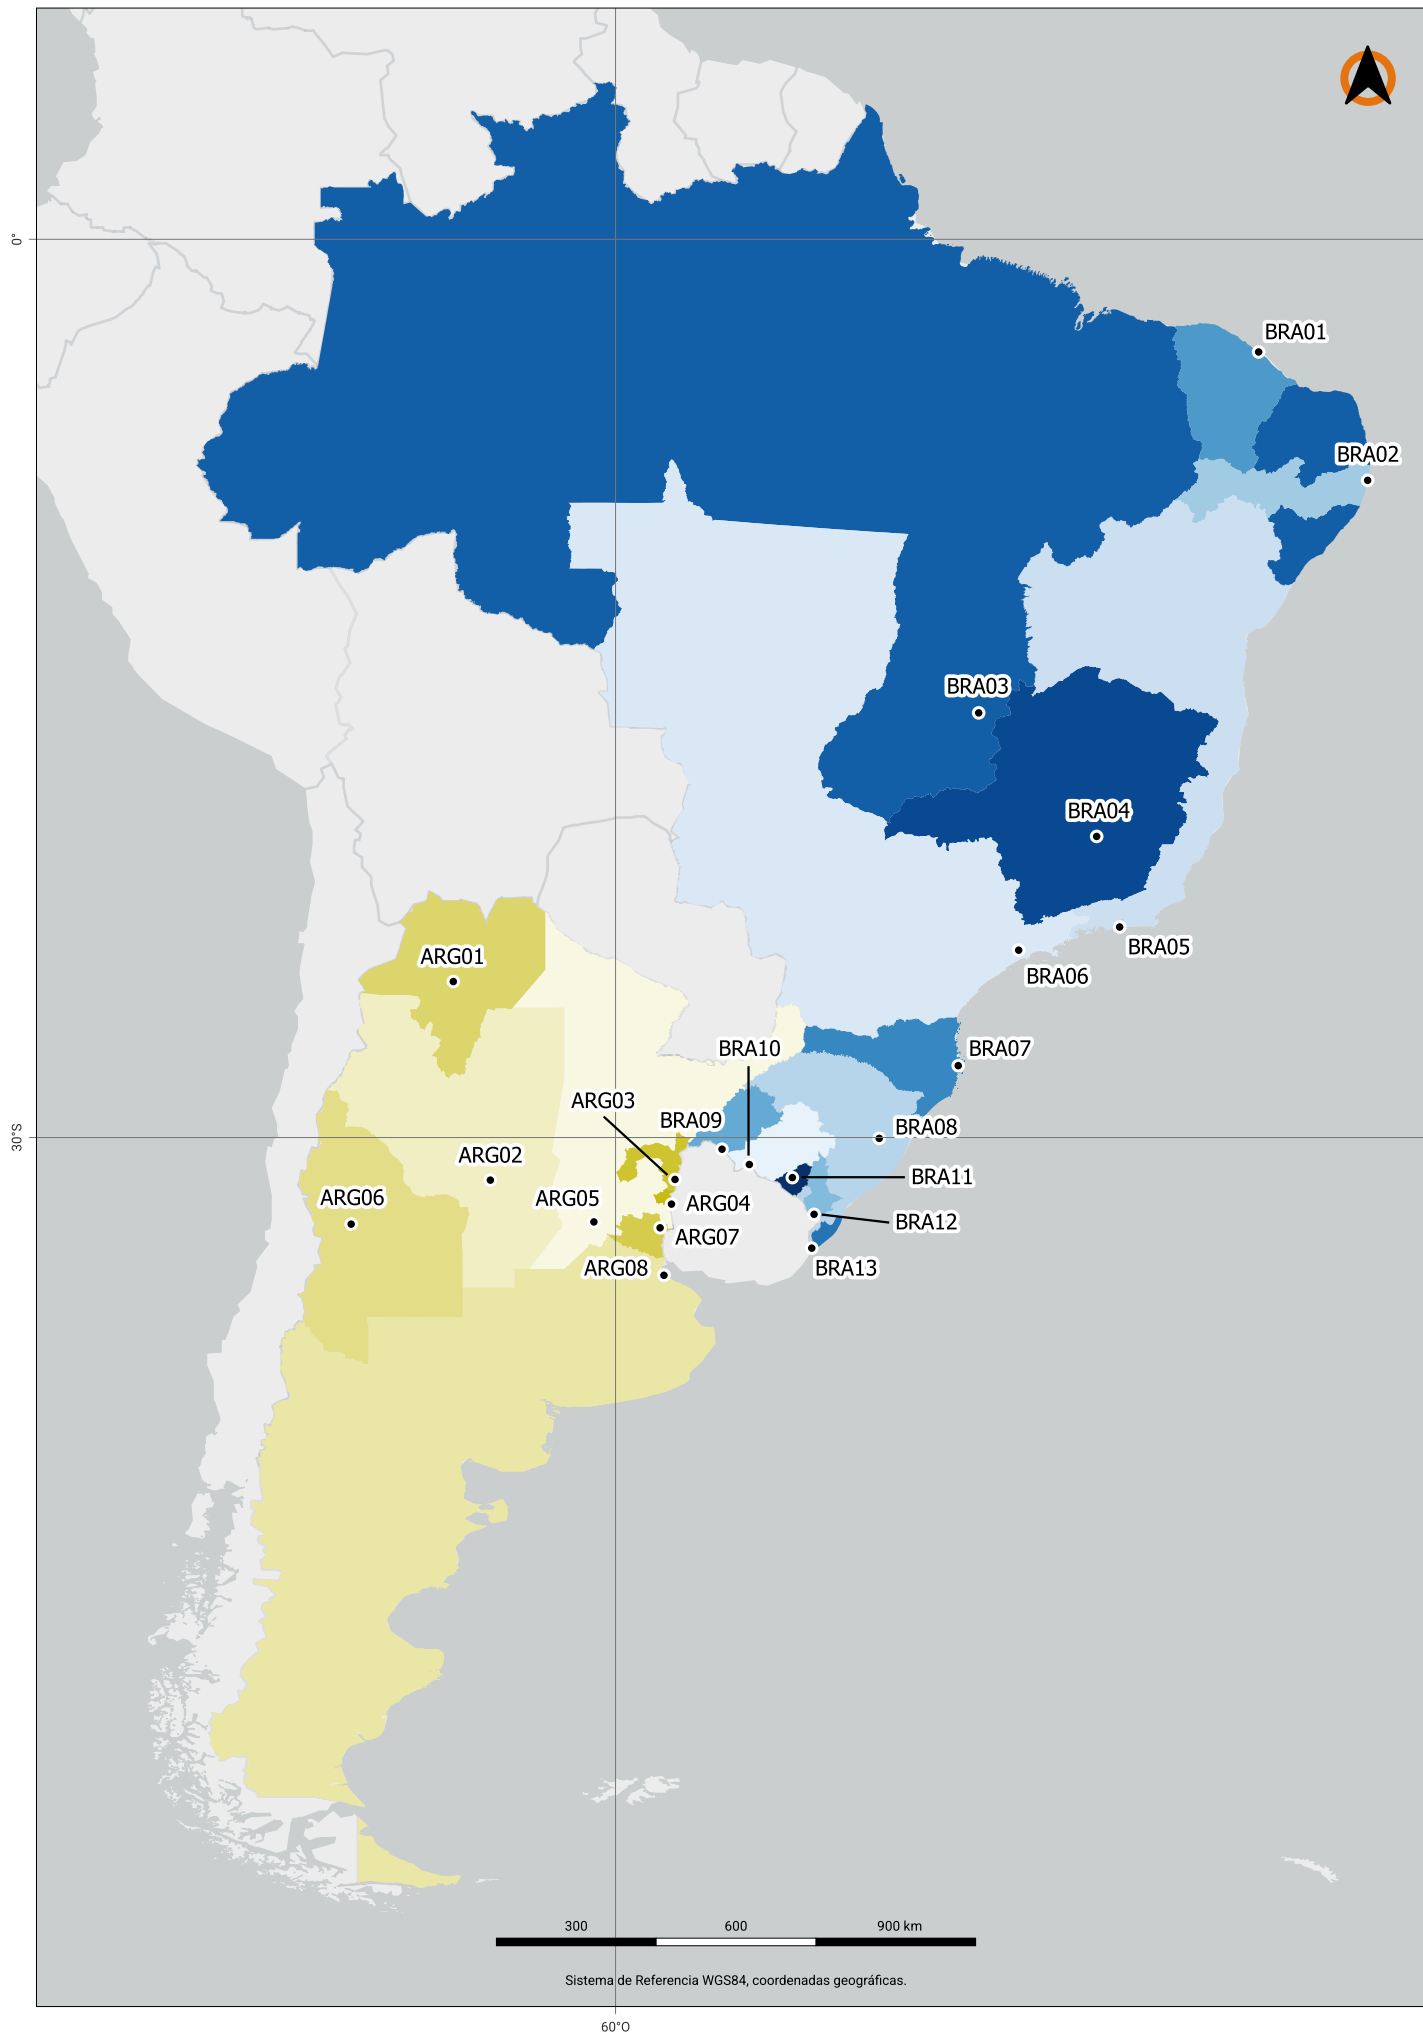 0°
BRA01
BRA02
BRA03
BRA04
BRA05
ARG01
BRA06
BRA10
BRA07
ARG03
BRA09
BRA08
30°S
ARG02
BRA11
ARG06
ARG05
ARG04
BRA12
ARG07
ARG08
BRA13
300 600 900 km
Sistema de Referencia WGS84, coordenadas geográficas.
60°O